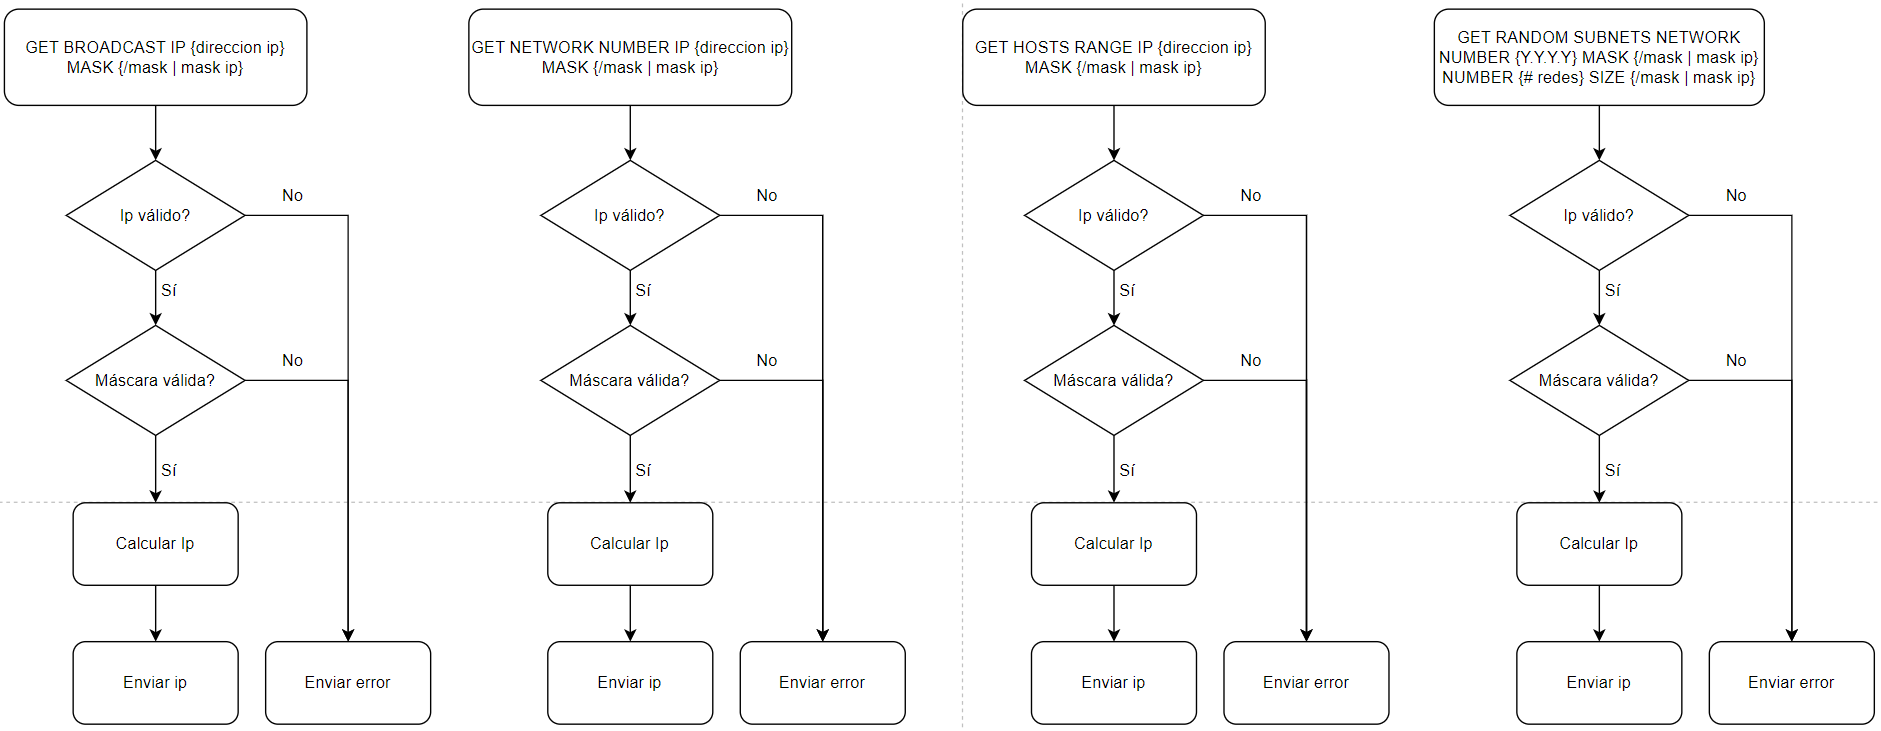 GET BROADCAST IP {direccion ip}
MASK {/mask | mask ip}
Ip válido?
No
Sí
Máscara válida?
No
Sí
Calcular Ip
Enviar ip
Enviar error
GET NETWORK NUMBER IP {direccion ip}
MASK {/mask | mask ip}
Ip válido?
No
Sí
Máscara válida?
No
Sí
Calcular Ip
Enviar ip
Enviar error
GET HOSTS RANGE IP {direccion ip}
MASK {/mask | mask ip}
Ip válido?
No
Sí
Máscara válida?
No
Sí
Calcular Ip
Enviar ip
Enviar error
GET RANDOM SUBNETS NETWORK
NUMBER {Y.Y.Y.Y} MASK {/mask | mask ip}
NUMBER {# redes} SIZE {/mask | mask ip}
Ip válido?
No
Sí
Máscara válida?
No
Sí
Calcular Ip
Enviar ip
Enviar error